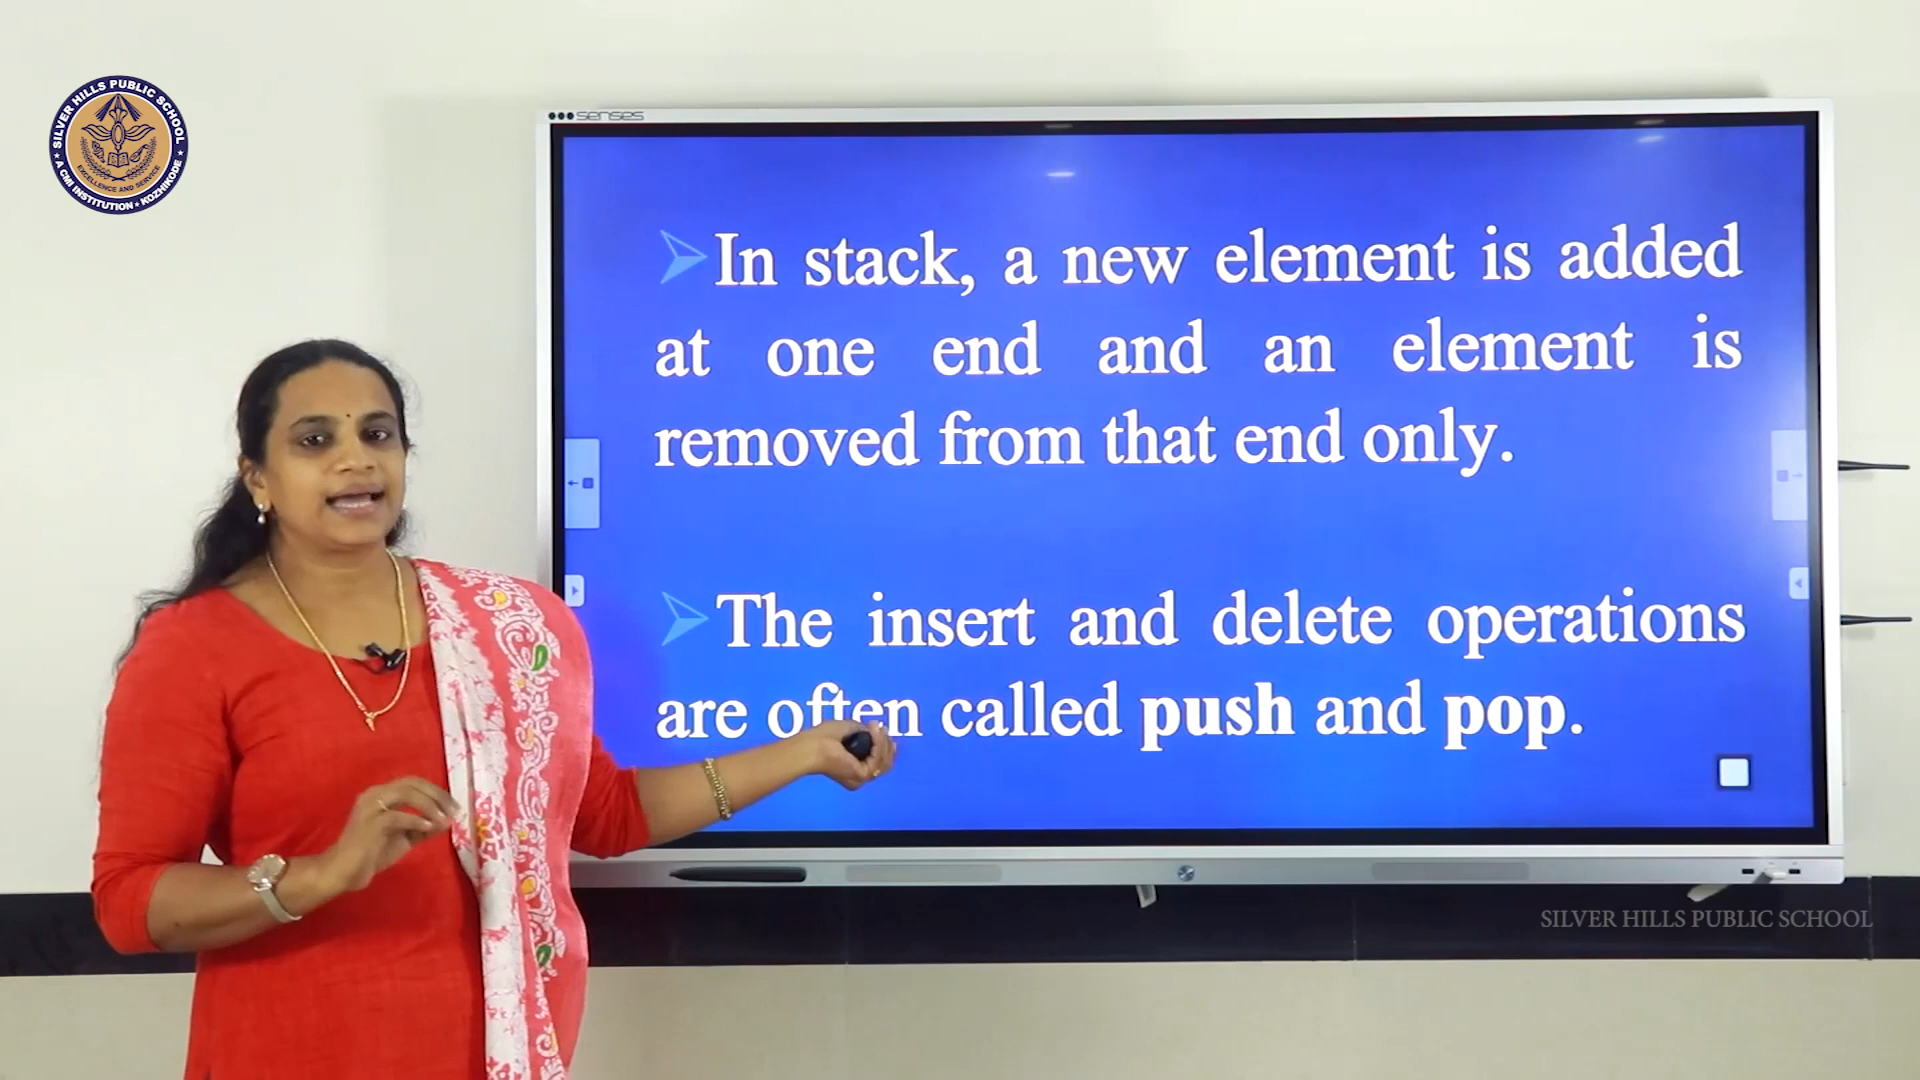 SILVER HILLS PUBLIC SCHOOL
EXCELLENCE AND SERVICE
★ A CMI INSTITUTION ★ KOZHIKODE ★
senses
➢In stack, a new element is added
at one end and an element is
removed from that end only.
➢The insert and delete operations
are often called push and pop.
SILVER HILLS PUBLIC SCHOOL